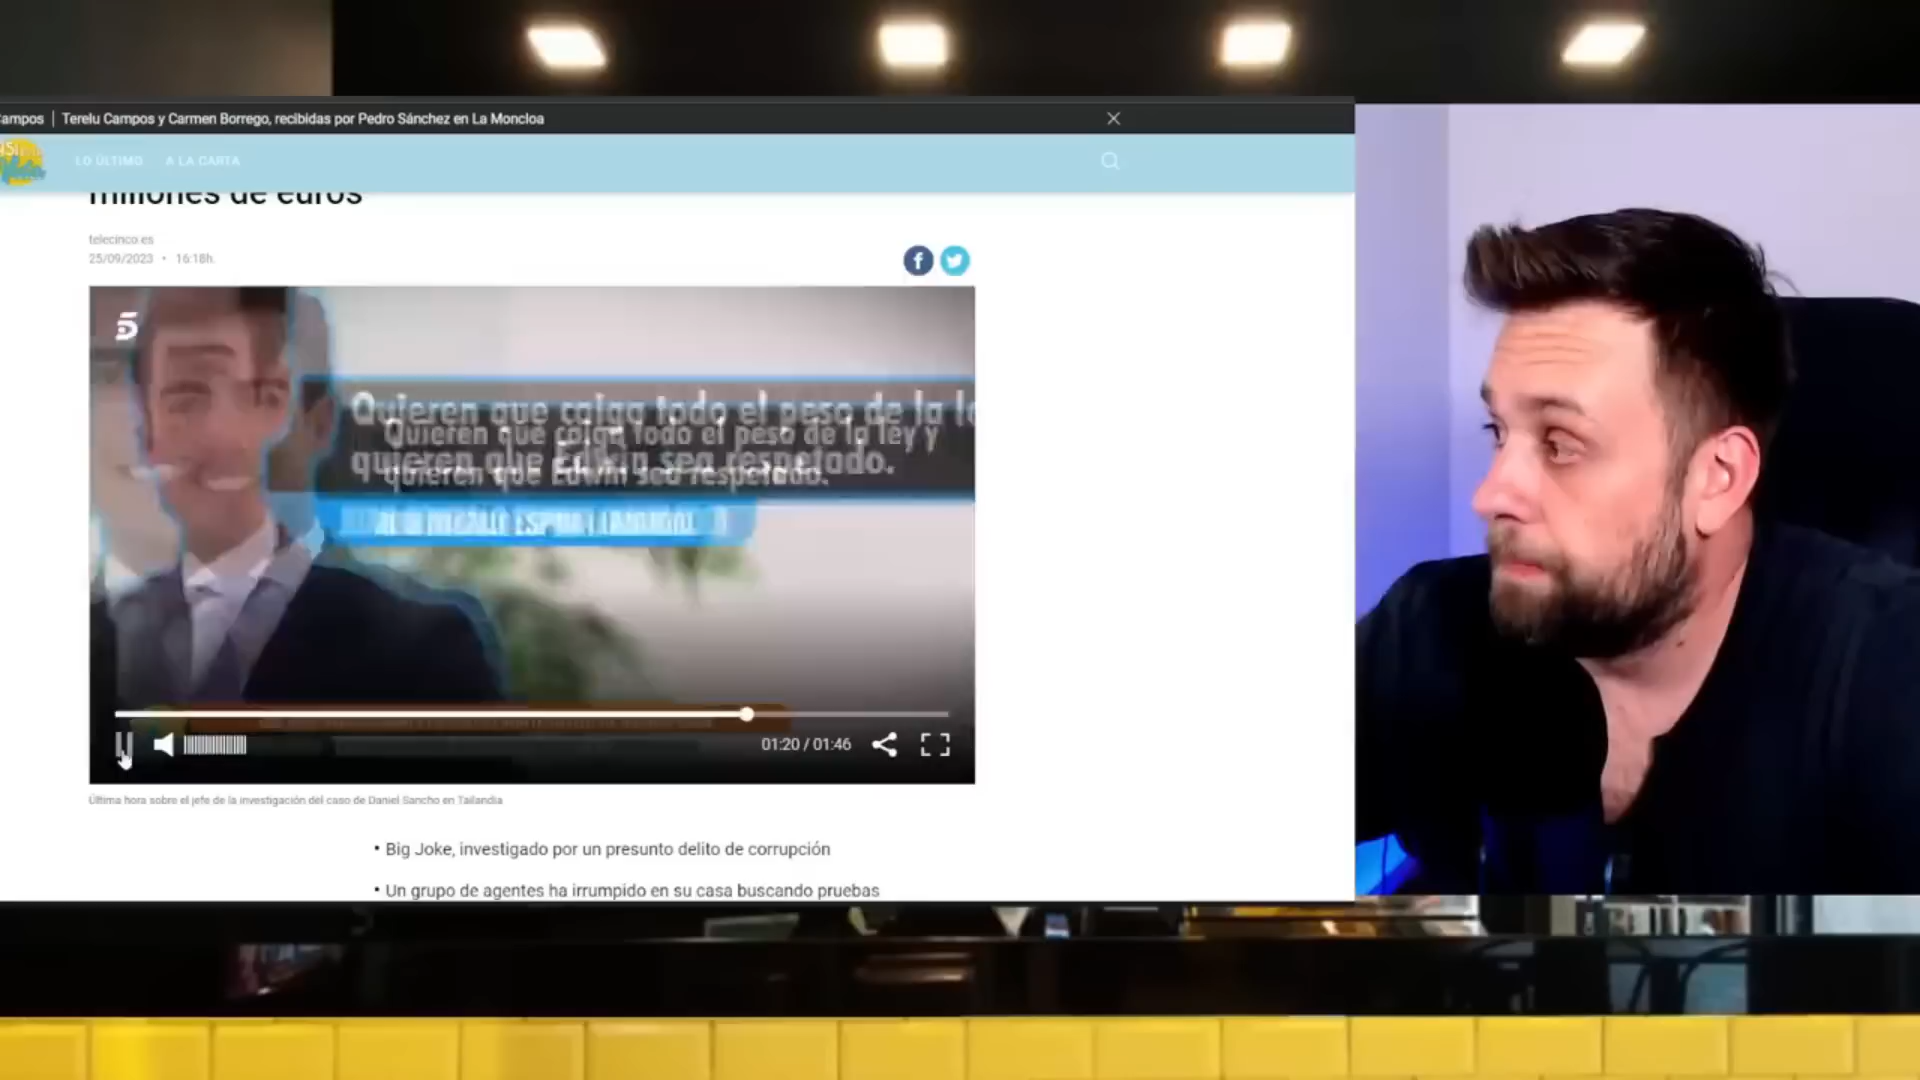 Campos | Terelu Campos y Carmen Borrego, recibidas por Pedro Sánchez en La Moncloa
LO ÚLTIMO A LA CARTA
millones de euros
telecinco.es
25/09/2023 • 16:18h.
5
Quieren que caiga todo el peso de la ley y
quieren que Edwin sea respetado.
01:20 / 01:46
Última hora sobre el jefe de la investigación del caso de Daniel Sancho en Tailandia
• Big Joke, investigado por un presunto delito de corrupción
• Un grupo de agentes ha irrumpido en su casa buscando pruebas